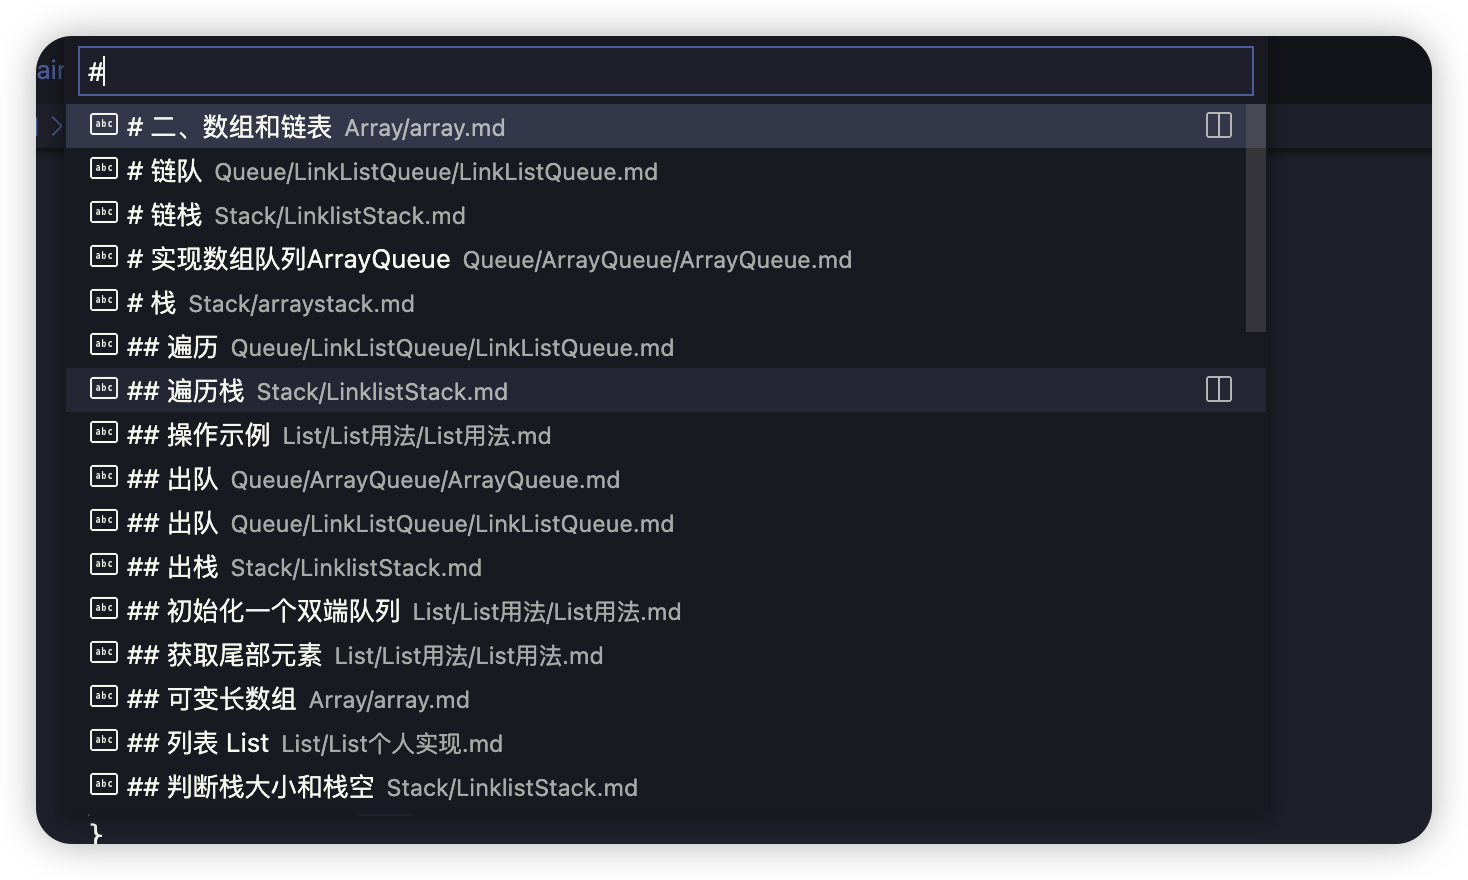 #
air
abc # 二、数组和链表 Array/array.md
abc # 链队 Queue/LinkListQueue/LinkListQueue.md
abc # 链栈 Stack/LinklistStack.md
abc # 实现数组队列ArrayQueue Queue/ArrayQueue/ArrayQueue.md
abc # 栈 Stack/arraystack.md
abc ## 遍历 Queue/LinkListQueue/LinkListQueue.md
abc ## 遍历栈 Stack/LinklistStack.md
abc ## 操作示例 List/List用法/List用法.md
abc ## 出队 Queue/ArrayQueue/ArrayQueue.md
abc ## 出队 Queue/LinkListQueue/LinkListQueue.md
abc ## 出栈 Stack/LinklistStack.md
abc ## 初始化一个双端队列 List/List用法/List用法.md
abc ## 获取尾部元素 List/List用法/List用法.md
abc ## 可变长数组 Array/array.md
abc ## 列表 List List/List个人实现.md
abc ## 判断栈大小和栈空 Stack/LinklistStack.md
}